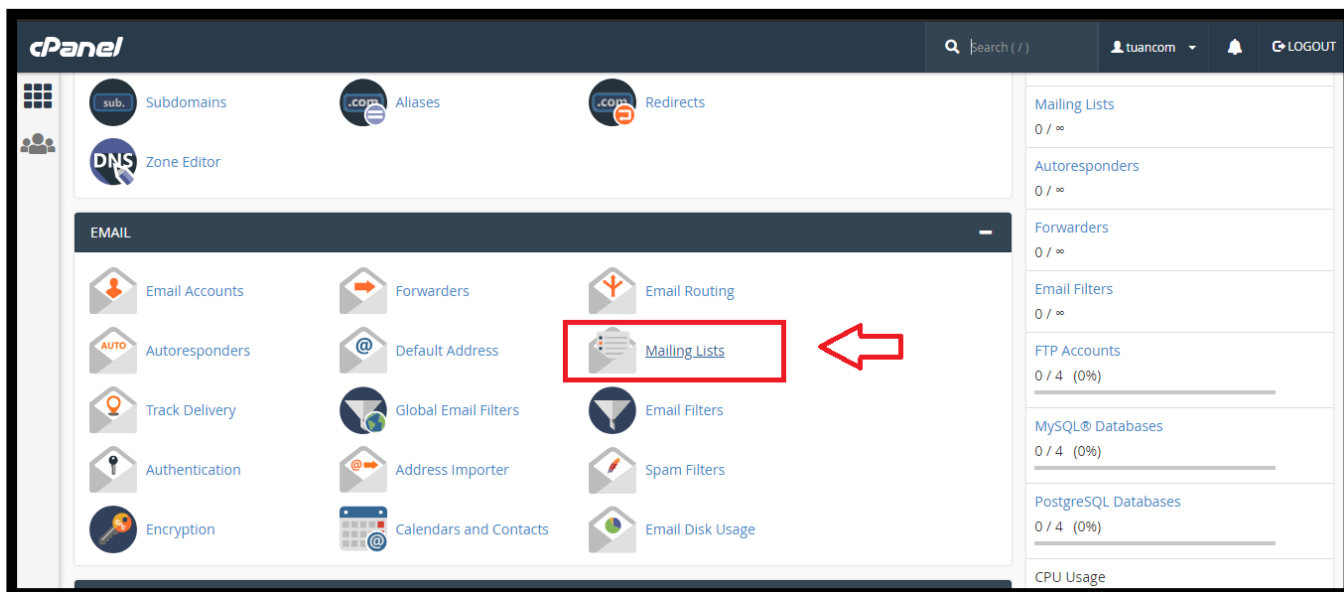 cPanel
Search ( / )
tuancom
LOGOUT
sub.
Subdomains
.com
Aliases
.com
Redirects
DNS
Zone Editor
EMAIL
Email Accounts
Forwarders
Email Routing
AUTO
Autoresponders
@
Default Address
Mailing Lists
Track Delivery
Global Email Filters
Email Filters
Authentication
@
Address Importer
Spam Filters
Encryption
@
Calendars and Contacts
Email Disk Usage
Mailing Lists
0 / ∞
Autoresponders
0 / ∞
Forwarders
0 / ∞
Email Filters
0 / ∞
FTP Accounts
0 / 4 (0%)
MySQL® Databases
0 / 4 (0%)
PostgreSQL Databases
0 / 4 (0%)
CPU Usage